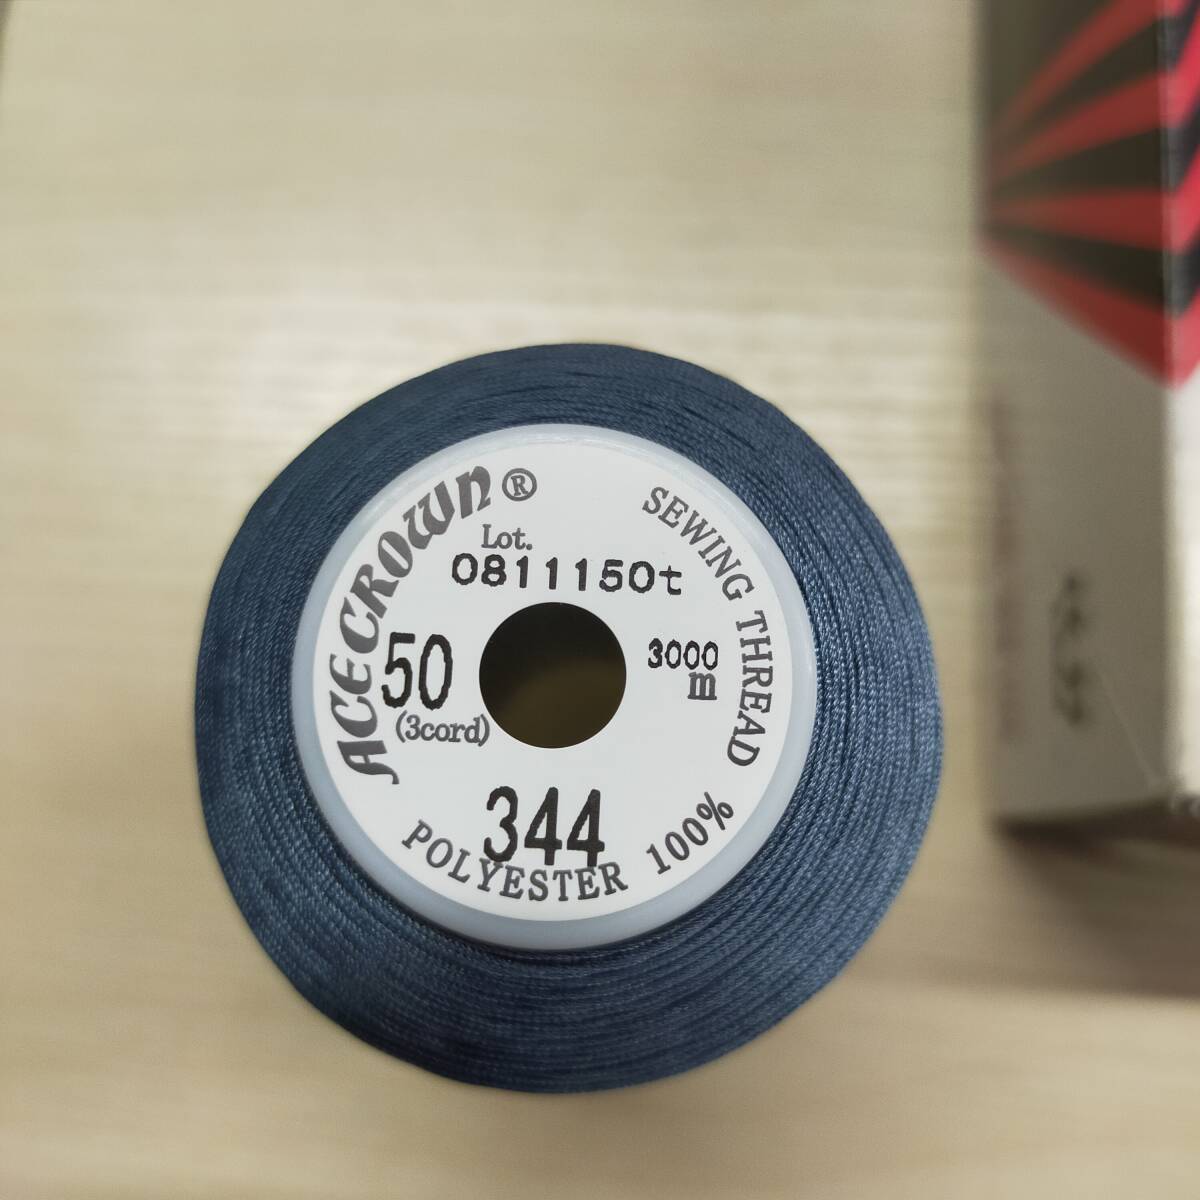 ACECROWN®
SEWING THREAD
Lot.
0811150t
50
(3cord)
3000
m
344
POLYESTER 100%